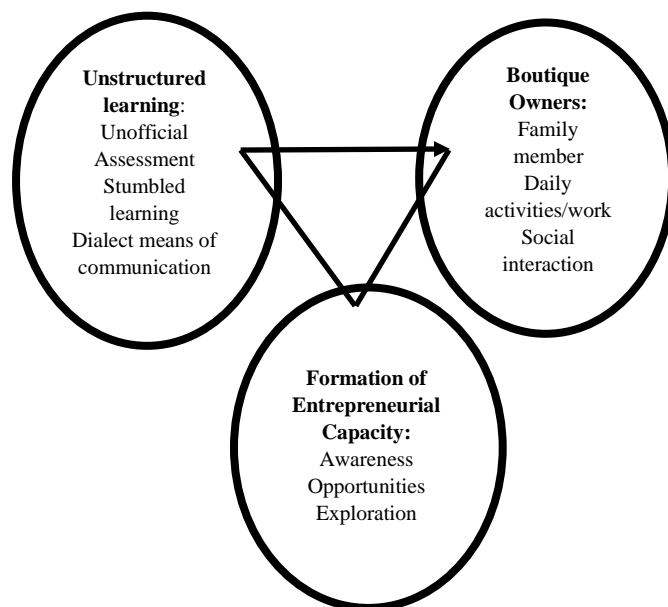 Unstructured
learning:
Unofficial
Assessment
Stumbled
learning
Dialect means of
communication
Boutique
Owners:
Family
member
Daily
activities/work
Social
interaction
Formation of
Entrepreneurial
Capacity:
Awareness
Opportunities
Exploration